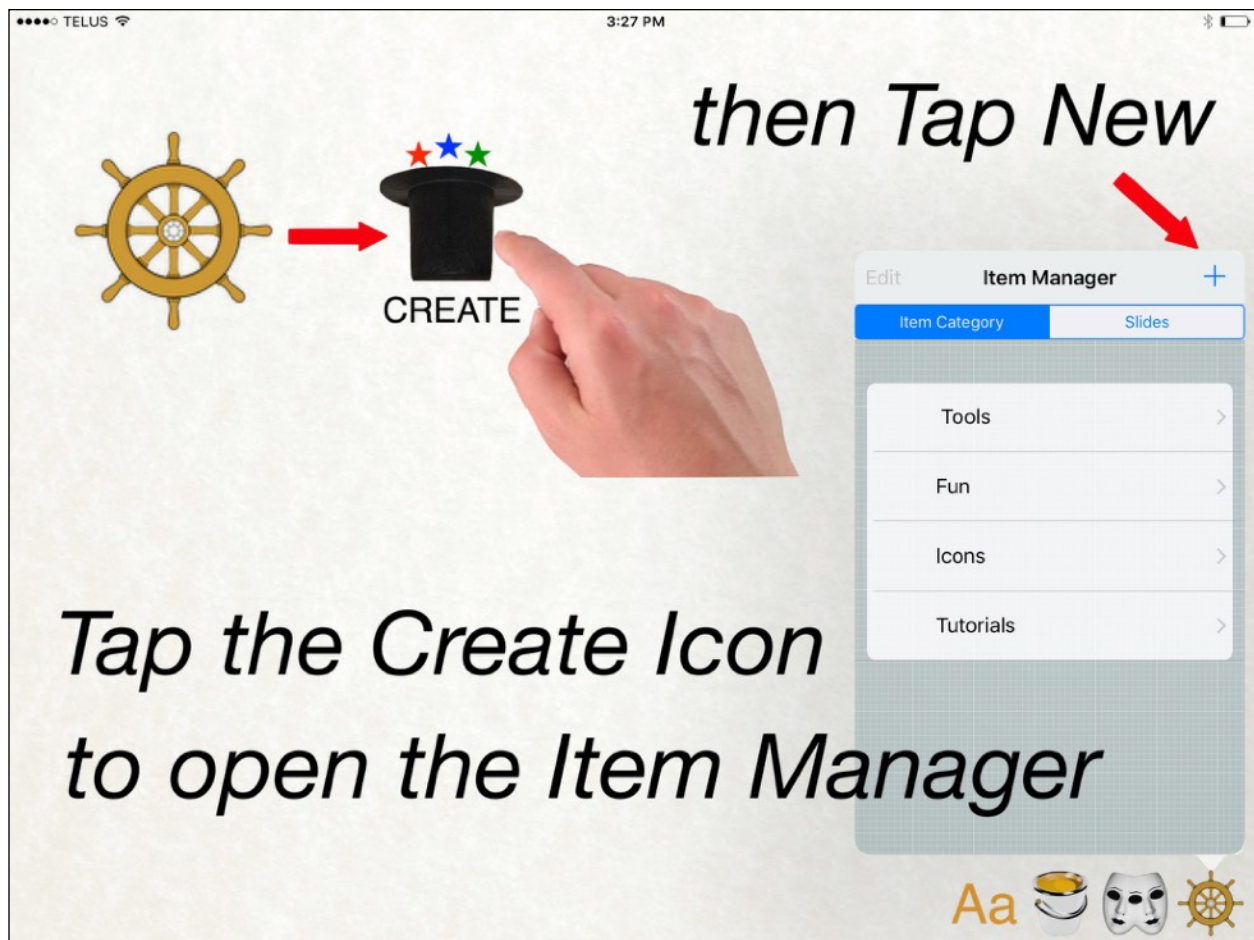 TELUS
3:27 PM
then Tap New
CREATE
Edit
Item Manager
+
Item Category
Slides
Tools
Fun
Icons
Tutorials
Tap the Create Icon
to open the Item Manager
Aa